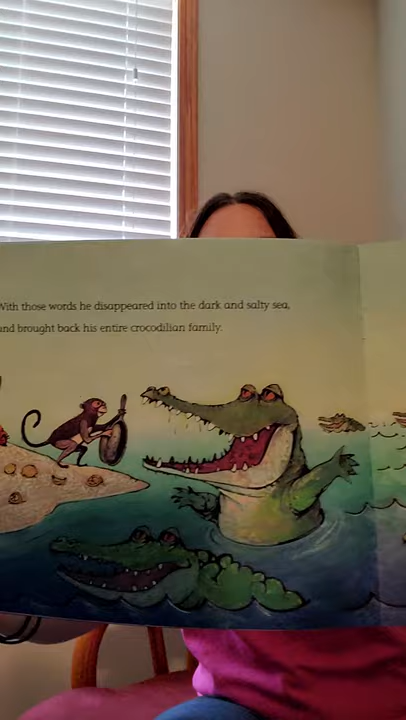 With those words he disappeared into the dark and salty sea,
and brought back his entire crocodilian family.